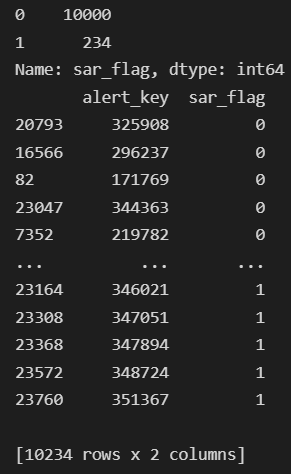 0    10000
1      234
Name: sar_flag, dtype: int64
       alert_key  sar_flag
20793     325908         0
16566     296237         0
82        171769         0
23047     344363         0
7352      219782         0
...          ...       ...
23164     346021         1
23308     347051         1
23368     347894         1
23572     348724         1
23760     351367         1
[10234 rows x 2 columns]